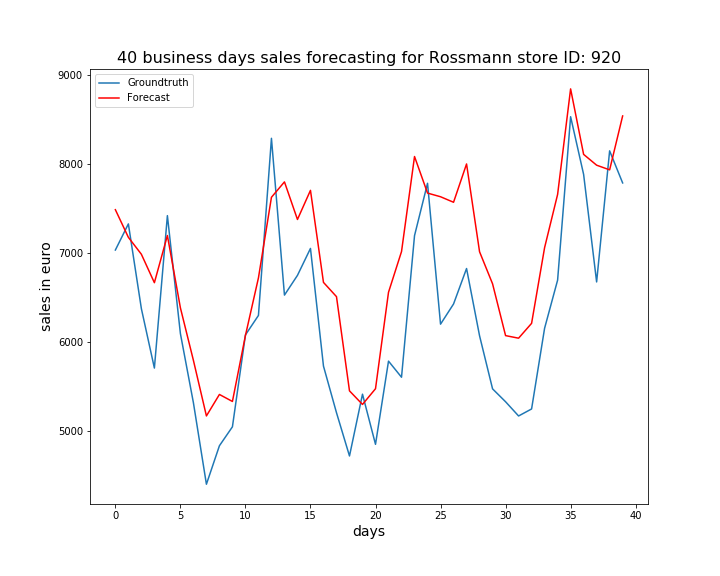 40 business days sales forecasting for Rossmann store ID: 920
Groundtruth
Forecast
9000
8000
7000
6000
5000
sales in euro
0 5 10 15 20 25 30 35 40
days